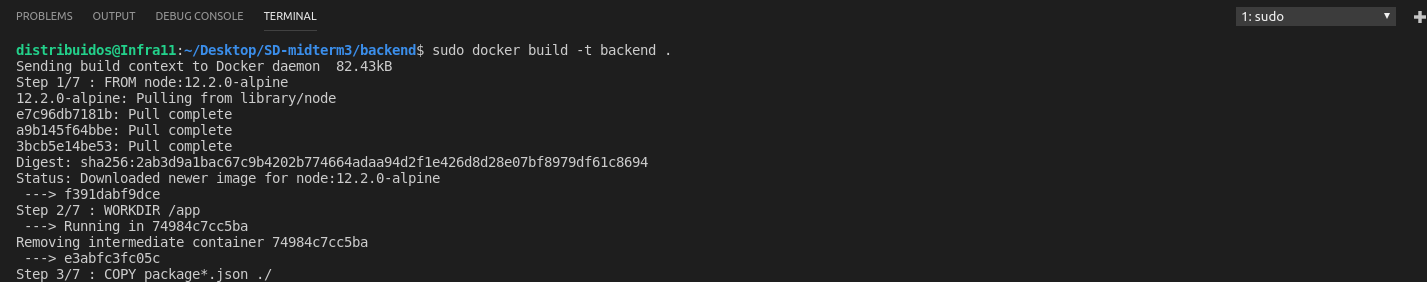 PROBLEMS OUTPUT DEBUG CONSOLE TERMINAL 1: sudo
distribuidos@Infra11:~/Desktop/SD-midterm3/backend$ sudo docker build -t backend .
Sending build context to Docker daemon  82.43kB
Step 1/7 : FROM node:12.2.0-alpine
12.2.0-alpine: Pulling from library/node
e7c96db7181b: Pull complete
a9b145f64bbe: Pull complete
3bcb5e14be53: Pull complete
Digest: sha256:2ab3d9a1bac67c9b4202b774664adaa94d2f1e426d8d28e07bf8979df61c8694
Status: Downloaded newer image for node:12.2.0-alpine
 ---> f391dabf9dce
Step 2/7 : WORKDIR /app
 ---> Running in 74984c7cc5ba
Removing intermediate container 74984c7cc5ba
 ---> e3abfc3fc05c
Step 3/7 : COPY package*.json ./